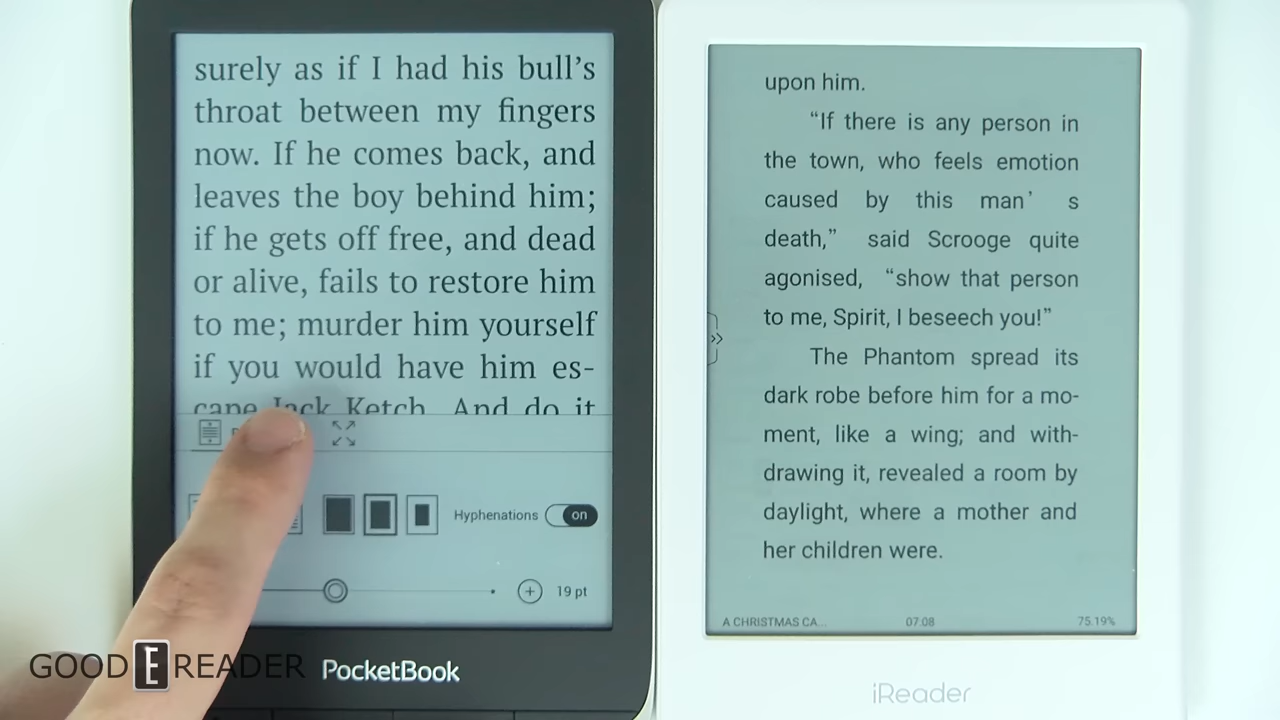 surely as if I had his bull's
throat between my fingers
now. If he comes back, and
leaves the boy behind him;
if he gets off free, and dead
or alive, fails to restore him
to me; murder him yourself
if you would have him es-
cape Jack Ketch. And do it
Hyphenations on
19 pt
GOOD E READER
PocketBook
upon him.
“If there is any person in
the town, who feels emotion
caused by this man’ s
death,” said Scrooge quite
agonised, “show that person
to me, Spirit, I beseech you!”
The Phantom spread its
dark robe before him for a mo-
ment, like a wing; and with-
drawing it, revealed a room by
daylight, where a mother and
her children were.
A CHRISTMAS CA... 07:08 75.19%
iReader